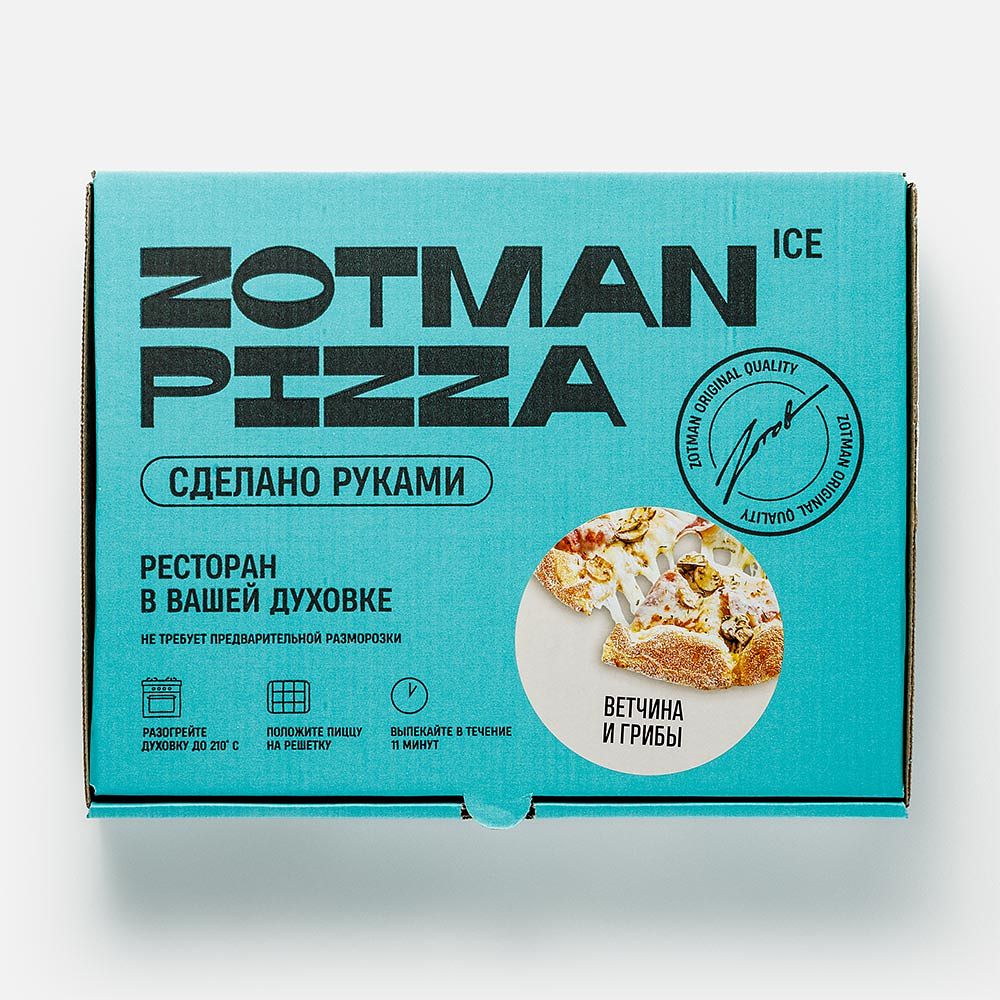 ZOTMAN ICE
PIZZA
ZOTMAN ORIGINAL QUALITY
ZOTMAN ORIGINAL QUALITY
Зотов
СДЕЛАНО РУКАМИ
РЕСТОРАН
В ВАШЕЙ ДУХОВКЕ
НЕ ТРЕБУЕТ ПРЕДВАРИТЕЛЬНОЙ РАЗМОРОЗКИ
РАЗОГРЕЙТЕ
ДУХОВКУ ДО 210° С
ПОЛОЖИТЕ ПИЦЦУ
НА РЕШЕТКУ
ВЫПЕКАЙТЕ В ТЕЧЕНИЕ
11 МИНУТ
ВЕТЧИНА
И ГРИБЫ